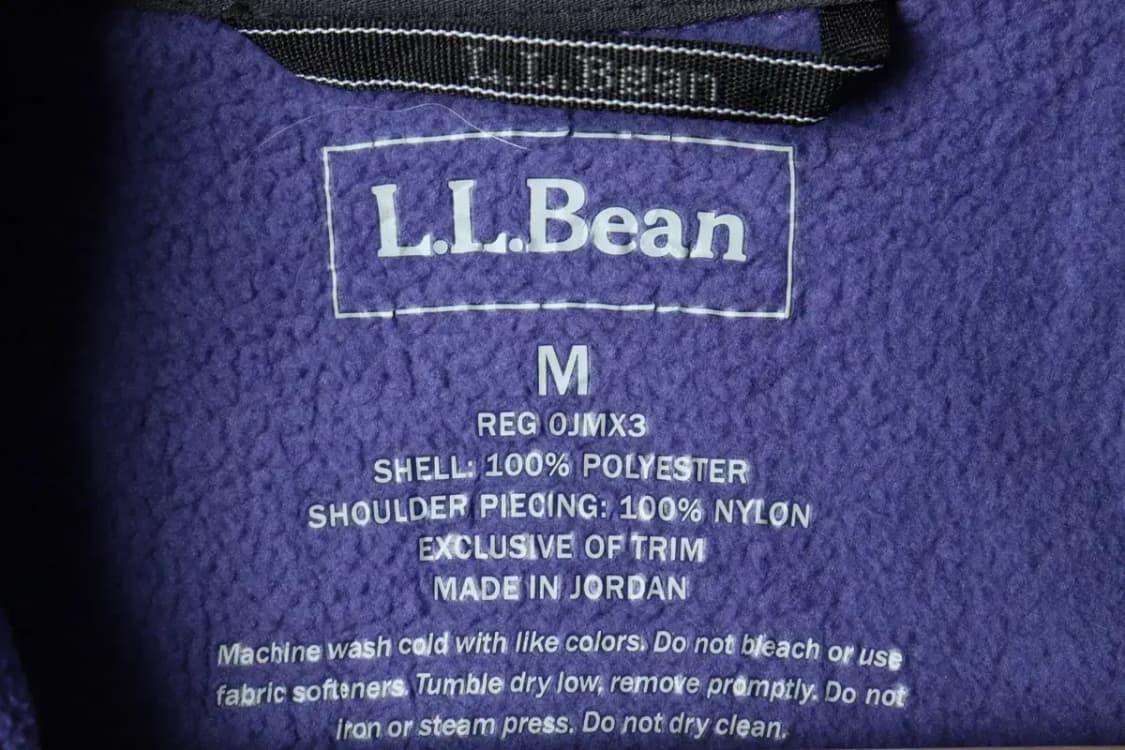 L.L.Bean
L.L.Bean
M
REG 0JMX3
SHELL: 100% POLYESTER
SHOULDER PIECING: 100% NYLON
EXCLUSIVE OF TRIM
MADE IN JORDAN
Machine wash cold with like colors. Do not bleach or use
fabric softeners. Tumble dry low, remove promptly. Do not
iron or steam press. Do not dry clean.